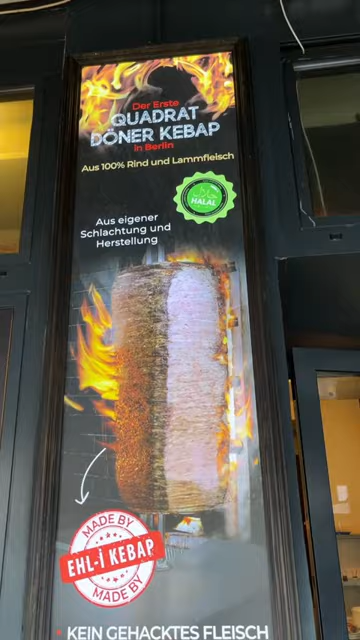 Der Erste
QUADRAT
DÖNER KEBAP
in Berlin
Aus 100% Rind und Lammfleisch
HALAL
Aus eigener
Schlachtung und
Herstellung
MADE BY
EHL-İ KEBAP
MADE BY
• KEIN GEHACKTES FLEISCH